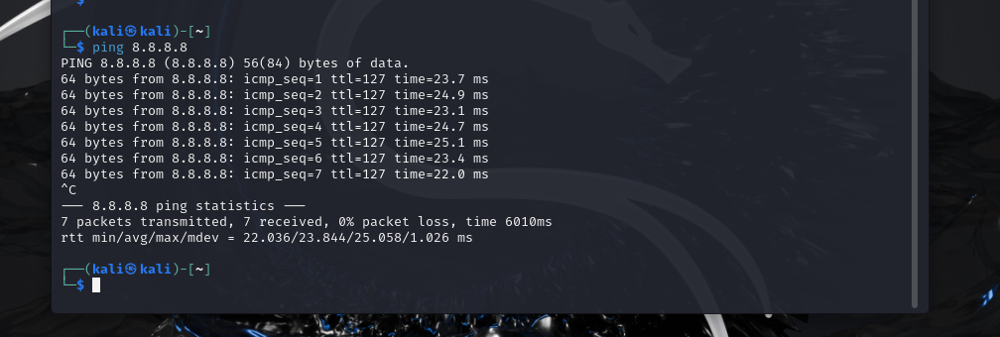 ┌──(kali㉿kali)-[~]
└─$ ping 8.8.8.8
PING 8.8.8.8 (8.8.8.8) 56(84) bytes of data.
64 bytes from 8.8.8.8: icmp_seq=1 ttl=127 time=23.7 ms
64 bytes from 8.8.8.8: icmp_seq=2 ttl=127 time=24.9 ms
64 bytes from 8.8.8.8: icmp_seq=3 ttl=127 time=23.1 ms
64 bytes from 8.8.8.8: icmp_seq=4 ttl=127 time=24.7 ms
64 bytes from 8.8.8.8: icmp_seq=5 ttl=127 time=25.1 ms
64 bytes from 8.8.8.8: icmp_seq=6 ttl=127 time=23.4 ms
64 bytes from 8.8.8.8: icmp_seq=7 ttl=127 time=22.0 ms
^C
--- 8.8.8.8 ping statistics ---
7 packets transmitted, 7 received, 0% packet loss, time 6010ms
rtt min/avg/max/mdev = 22.036/23.844/25.058/1.026 ms
┌──(kali㉿kali)-[~]
└─$